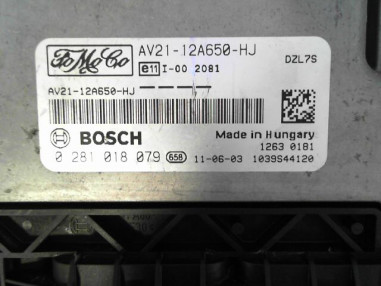 FoMoCo
AV21-12A650-HJ
DZL7S
e11 I-00 2081
AV21-12A650-HJ
BOSCH
Made in Hungary
1263 0181
0 281 018 079 658 11-06-03 1039S44120